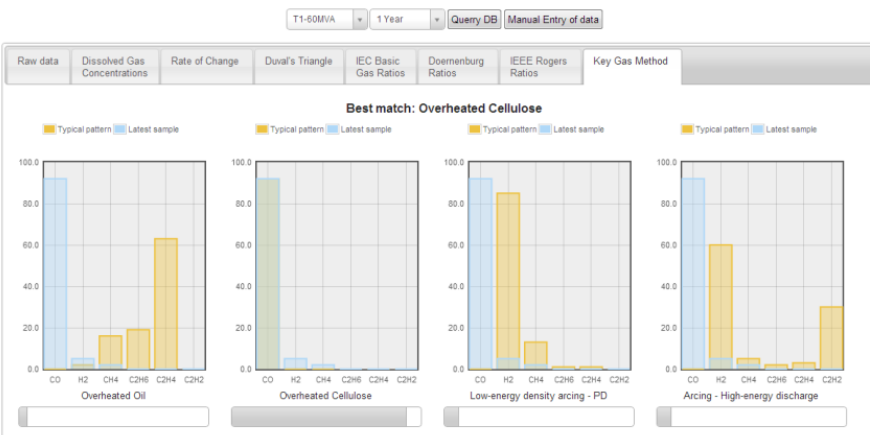 T1-60MVA 1 Year Querry DB Manual Entry of data
Raw data Dissolved Gas Concentrations Rate of Change Duval's Triangle IEC Basic Gas Ratios Doernenburg Ratios IEEE Rogers Ratios Key Gas Method
Best match: Overheated Cellulose
Typical pattern Latest sample Typical pattern Latest sample Typical pattern Latest sample Typical pattern Latest sample
100.0 100.0 100.0 100.0
80.0 80.0 80.0 80.0
60.0 60.0 60.0 60.0
40.0 40.0 40.0 40.0
20.0 20.0 20.0 20.0
0.0 0.0 0.0 0.0
CO H2 CH4 C2H6 C2H4 C2H2 CO H2 CH4 C2H6 C2H4 C2H2 CO H2 CH4 C2H6 C2H4 C2H2 CO H2 CH4 C2H6 C2H4 C2H2
Overheated Oil Overheated Cellulose Low-energy density arcing - PD Arcing - High-energy discharge